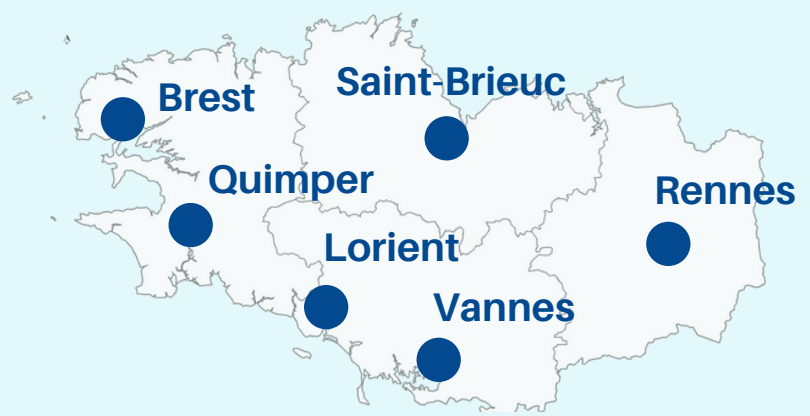 Saint-Brieuc
Brest
Quimper
Rennes
Lorient
Vannes